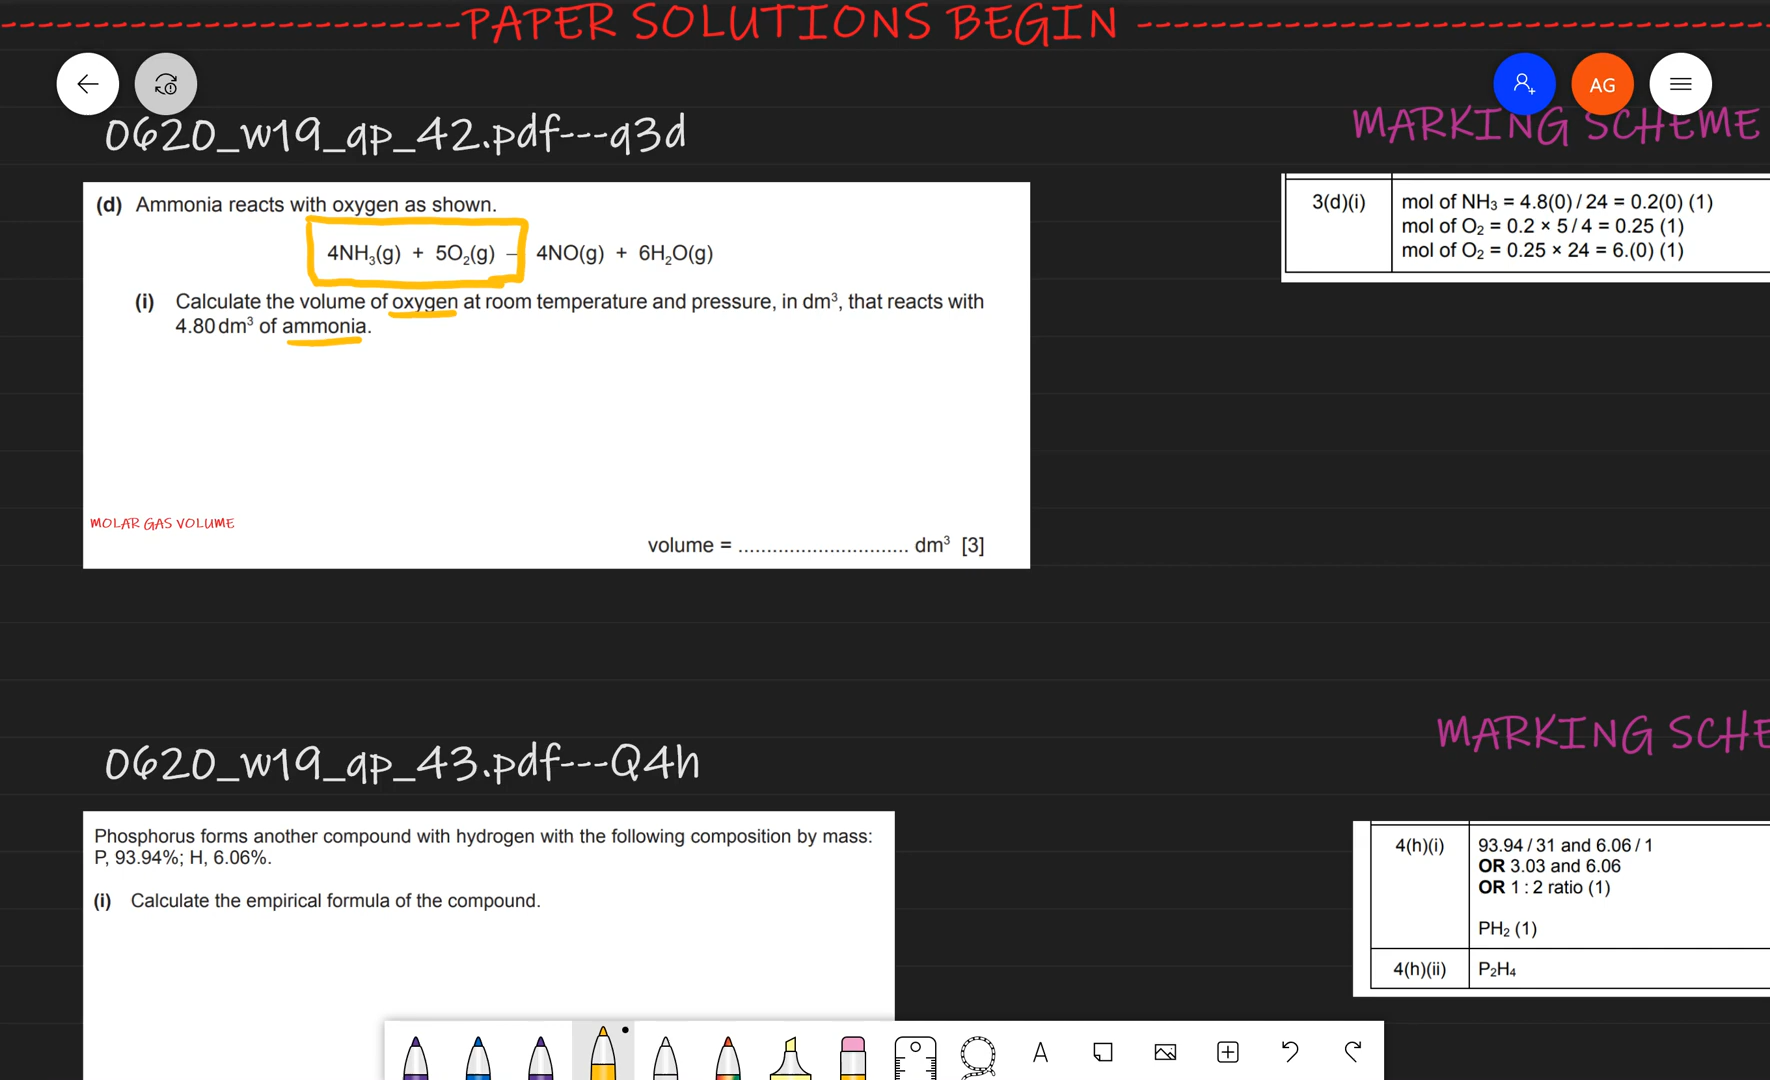 PAPER SOLUTIONS BEGIN
AG
0620_w19_qp_42.pdf---q3d
MARKING SCHEME
(d) Ammonia reacts with oxygen as shown.
4NH₃(g) + 5O₂(g) – 4NO(g) + 6H₂O(g)
(i) Calculate the volume of oxygen at room temperature and pressure, in dm³, that reacts with
4.80 dm³ of ammonia.
MOLAR GAS VOLUME
volume = ............................. dm³ [3]
3(d)(i)
mol of NH₃ = 4.8(0) / 24 = 0.2(0) (1)
mol of O₂ = 0.2 × 5 / 4 = 0.25 (1)
mol of O₂ = 0.25 × 24 = 6.(0) (1)
0620_w19_qp_43.pdf---Q4h
MARKING SCHE
Phosphorus forms another compound with hydrogen with the following composition by mass:
P, 93.94%; H, 6.06%.
(i) Calculate the empirical formula of the compound.
4(h)(i)
93.94 / 31 and 6.06 / 1
OR 3.03 and 6.06
OR 1 : 2 ratio (1)
PH₂ (1)
4(h)(ii) P₂H₄